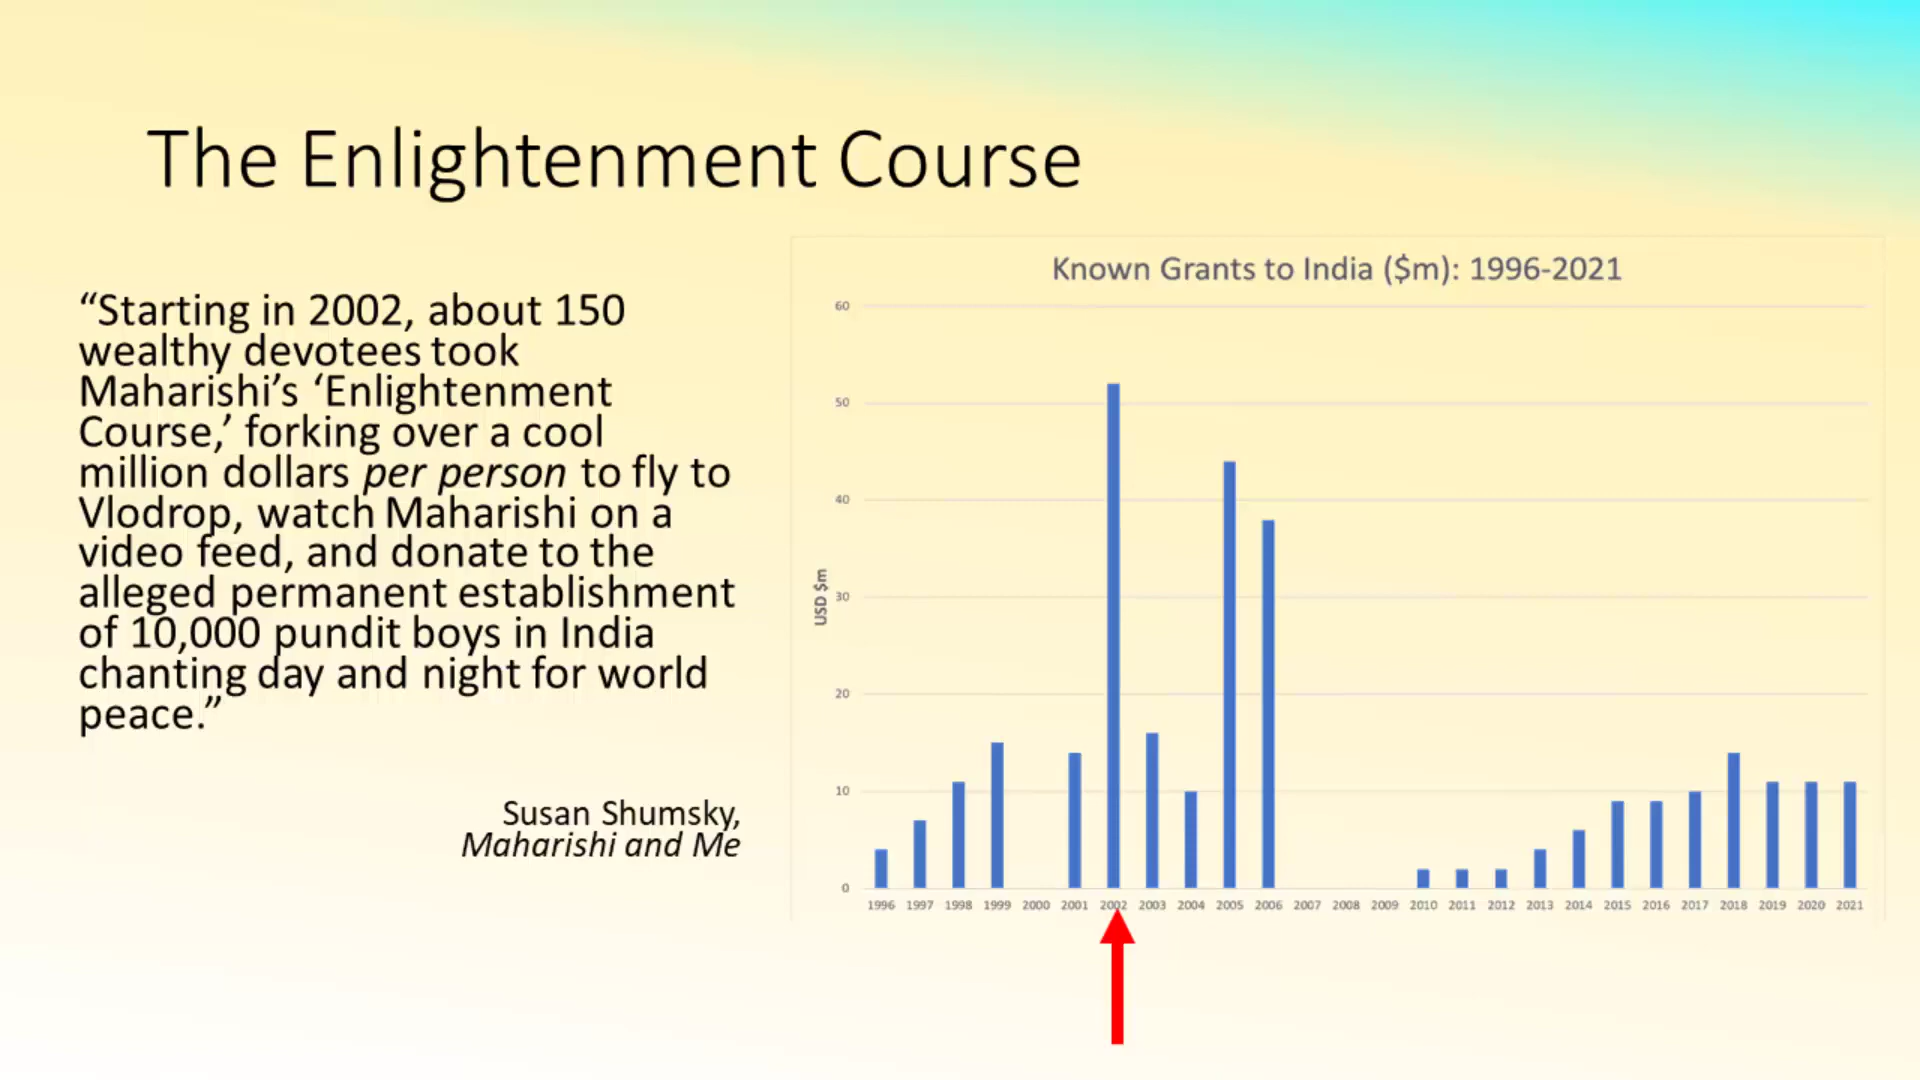 The Enlightenment Course
“Starting in 2002, about 150
wealthy devotees took
Maharishi’s ‘Enlightenment
Course,’ forking over a cool
million dollars per person to fly to
Vlodrop, watch Maharishi on a
video feed, and donate to the
alleged permanent establishment
of 10,000 pundit boys in India
chanting day and night for world
peace.”
Susan Shumsky,
Maharishi and Me
Known Grants to India ($m): 1996-2021
60
50
40
30
20
10
0
USD $m
1996 1997 1998 1999 2000 2001 2002 2003 2004 2005 2006 2007 2008 2009 2010 2011 2012 2013 2014 2015 2016 2017 2018 2019 2020 2021